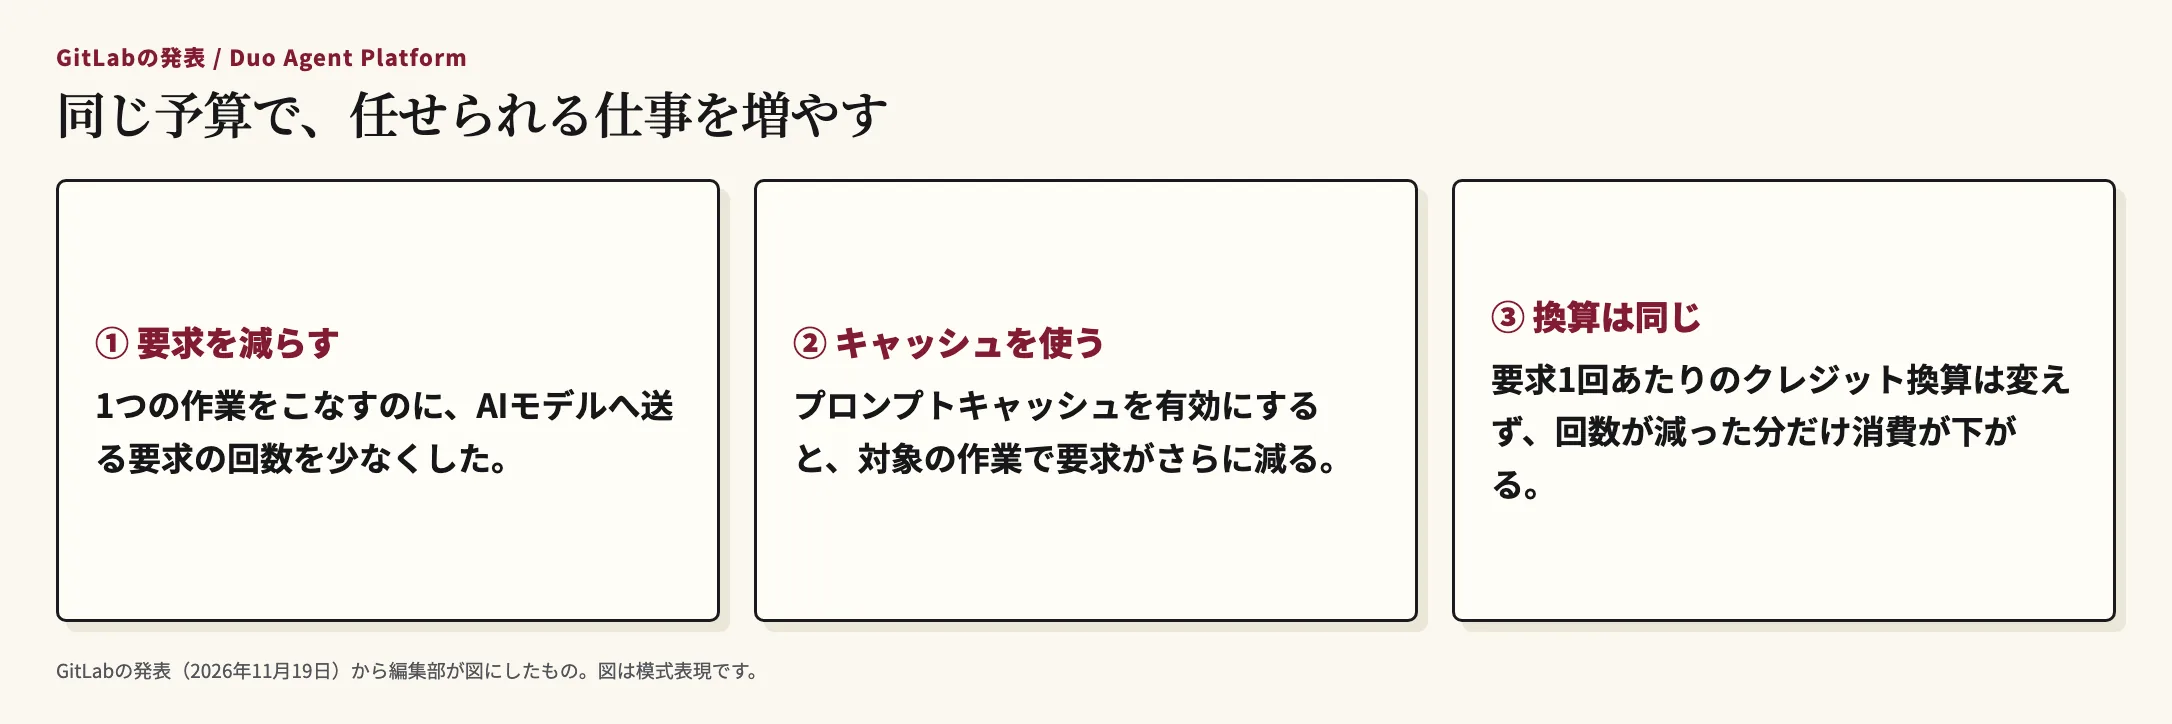 GitLabの発表 / Duo Agent Platform
同じ予算で、任せられる仕事を増やす
① 要求を減らす
1つの作業をこなすのに、AIモデルへ送
る要求の回数を少なくした。
② キャッシュを使う
プロンプトキャッシュを有効にする
と、対象の作業で要求がさらに減る。
③ 換算は同じ
要求1回あたりのクレジット換算は変え
ず、回数が減った分だけ消費が下が
る。
GitLabの発表（2026年11月19日）から編集部が図にしたもの。図は模式表現です。